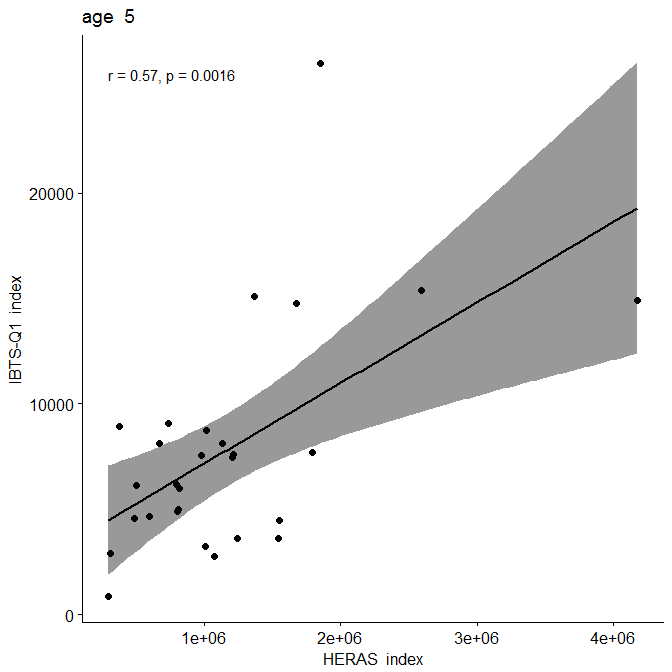 age 5
r = 0.57, p = 0.0016
20000
10000
0
IBTS-Q1 index
1e+06 2e+06 3e+06 4e+06
HERAS index